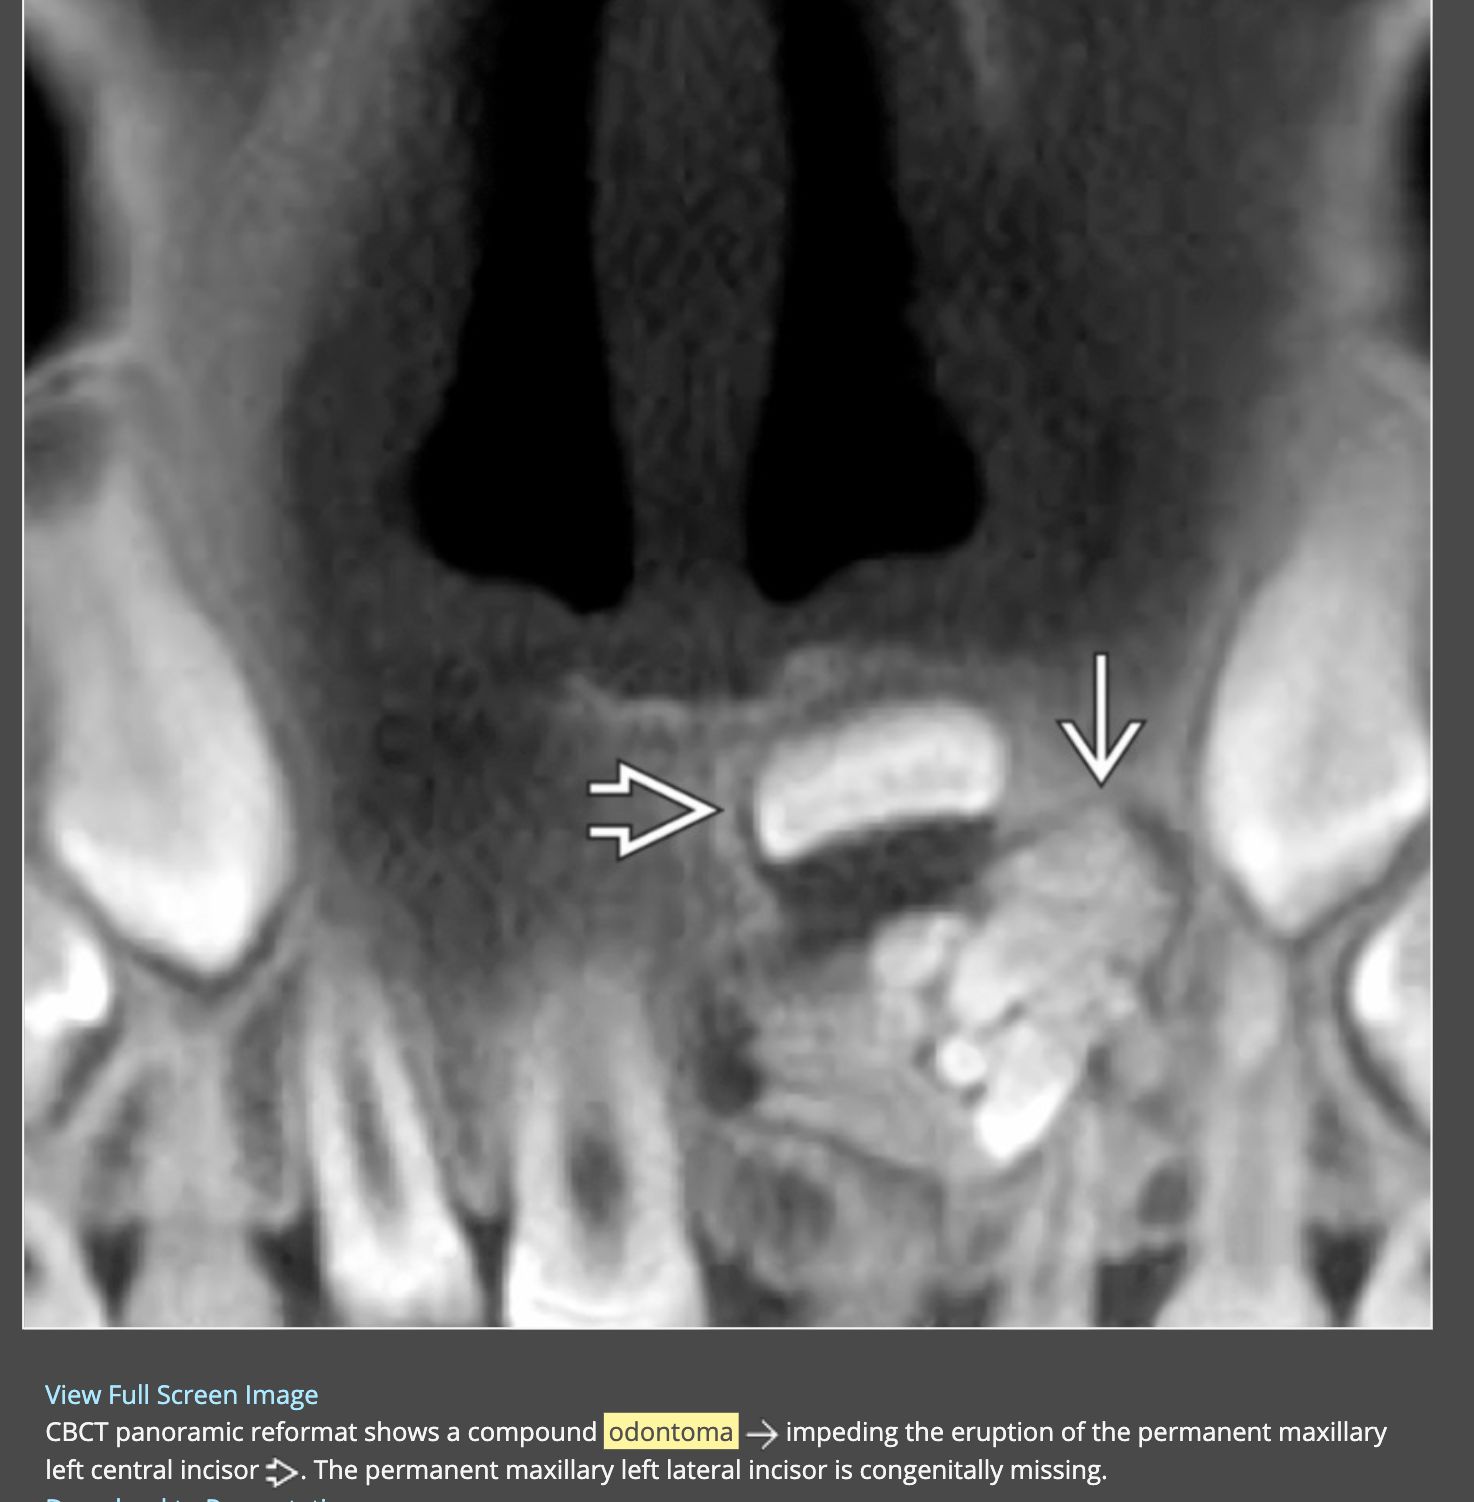 View Full Screen Image
CBCT panoramic reformat shows a compound odontoma → impeding the eruption of the permanent maxillary
left central incisor ⇨. The permanent maxillary left lateral incisor is congenitally missing.